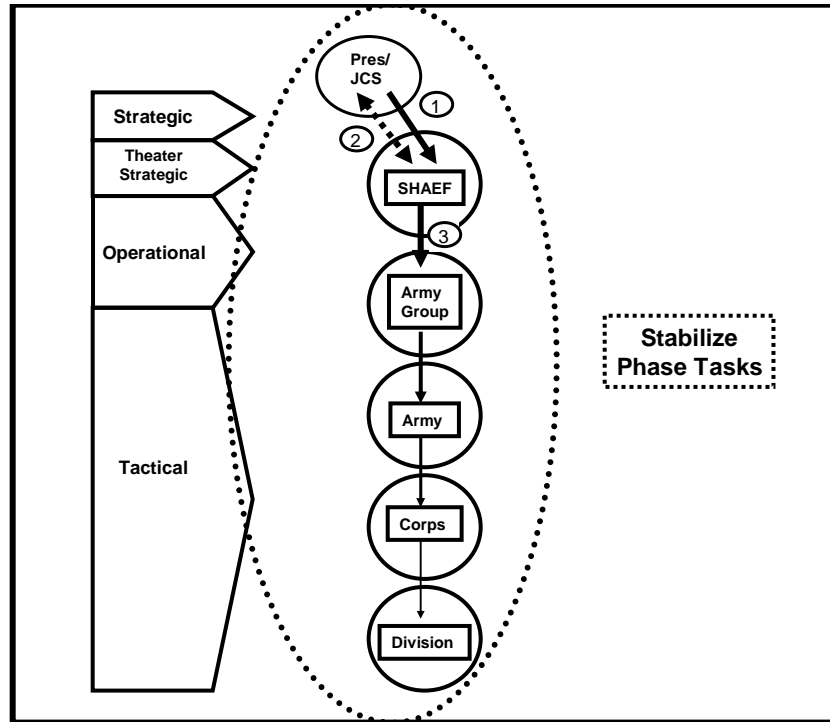 Pres/
JCS
1
Strategic
2
Theater
Strategic
SHAEF
3
Operational
Army
Group
Stabilize
Phase Tasks
Army
Tactical
Corps
Division